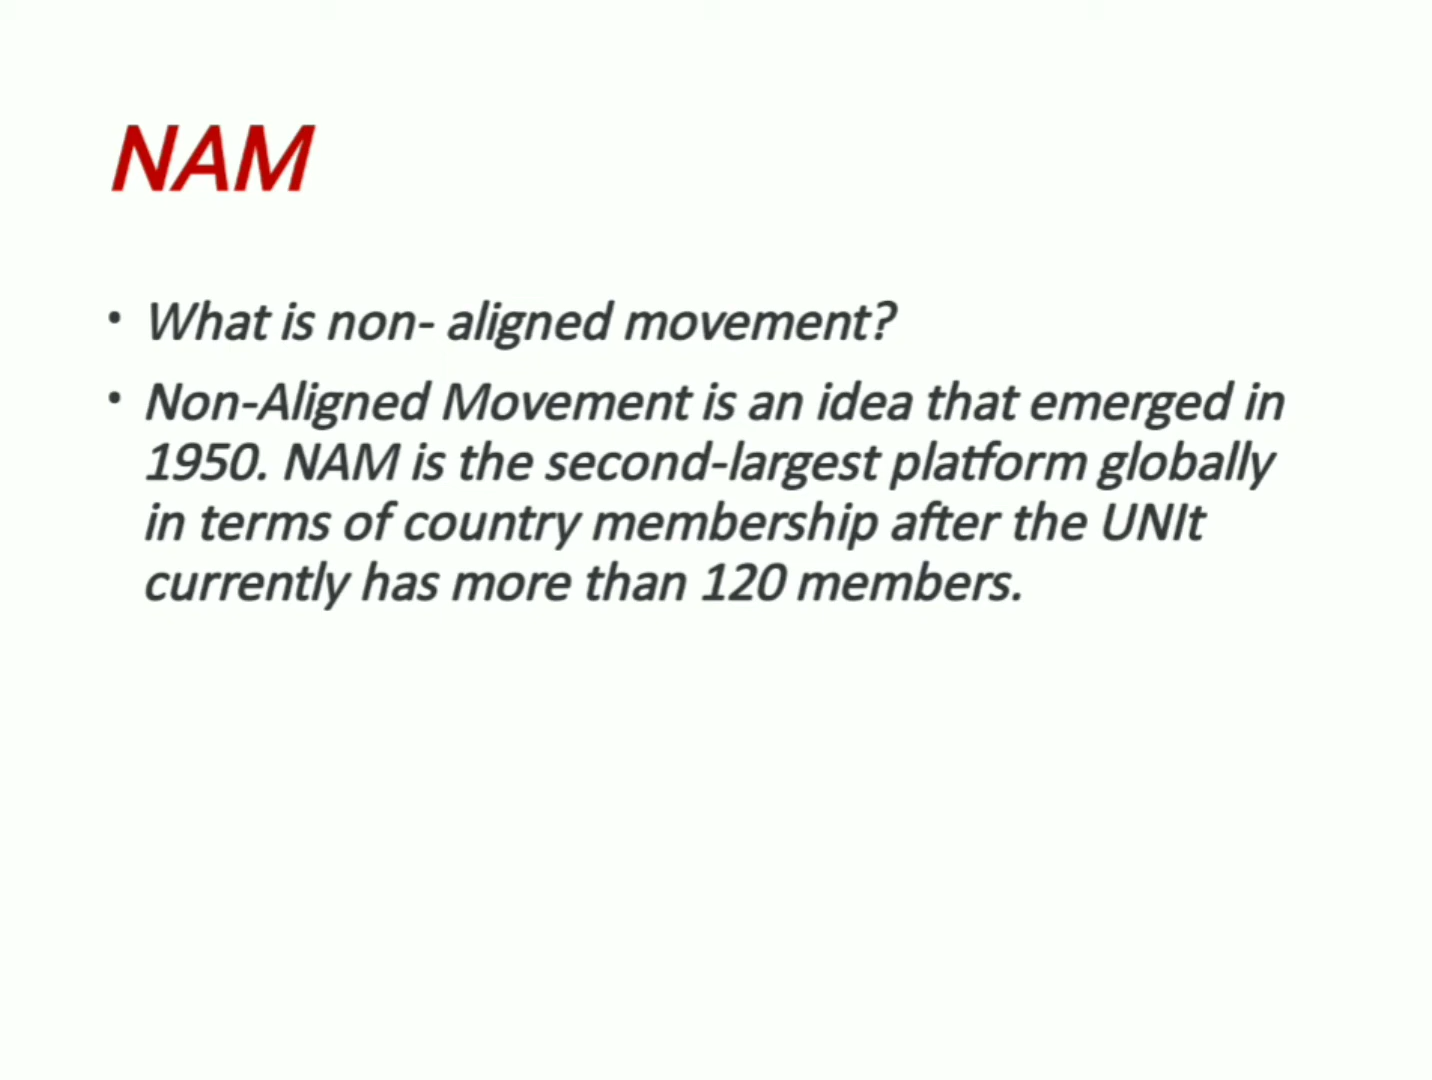 NAM
• What is non- aligned movement?
• Non-Aligned Movement is an idea that emerged in
1950. NAM is the second-largest platform globally
in terms of country membership after the UNIt
currently has more than 120 members.